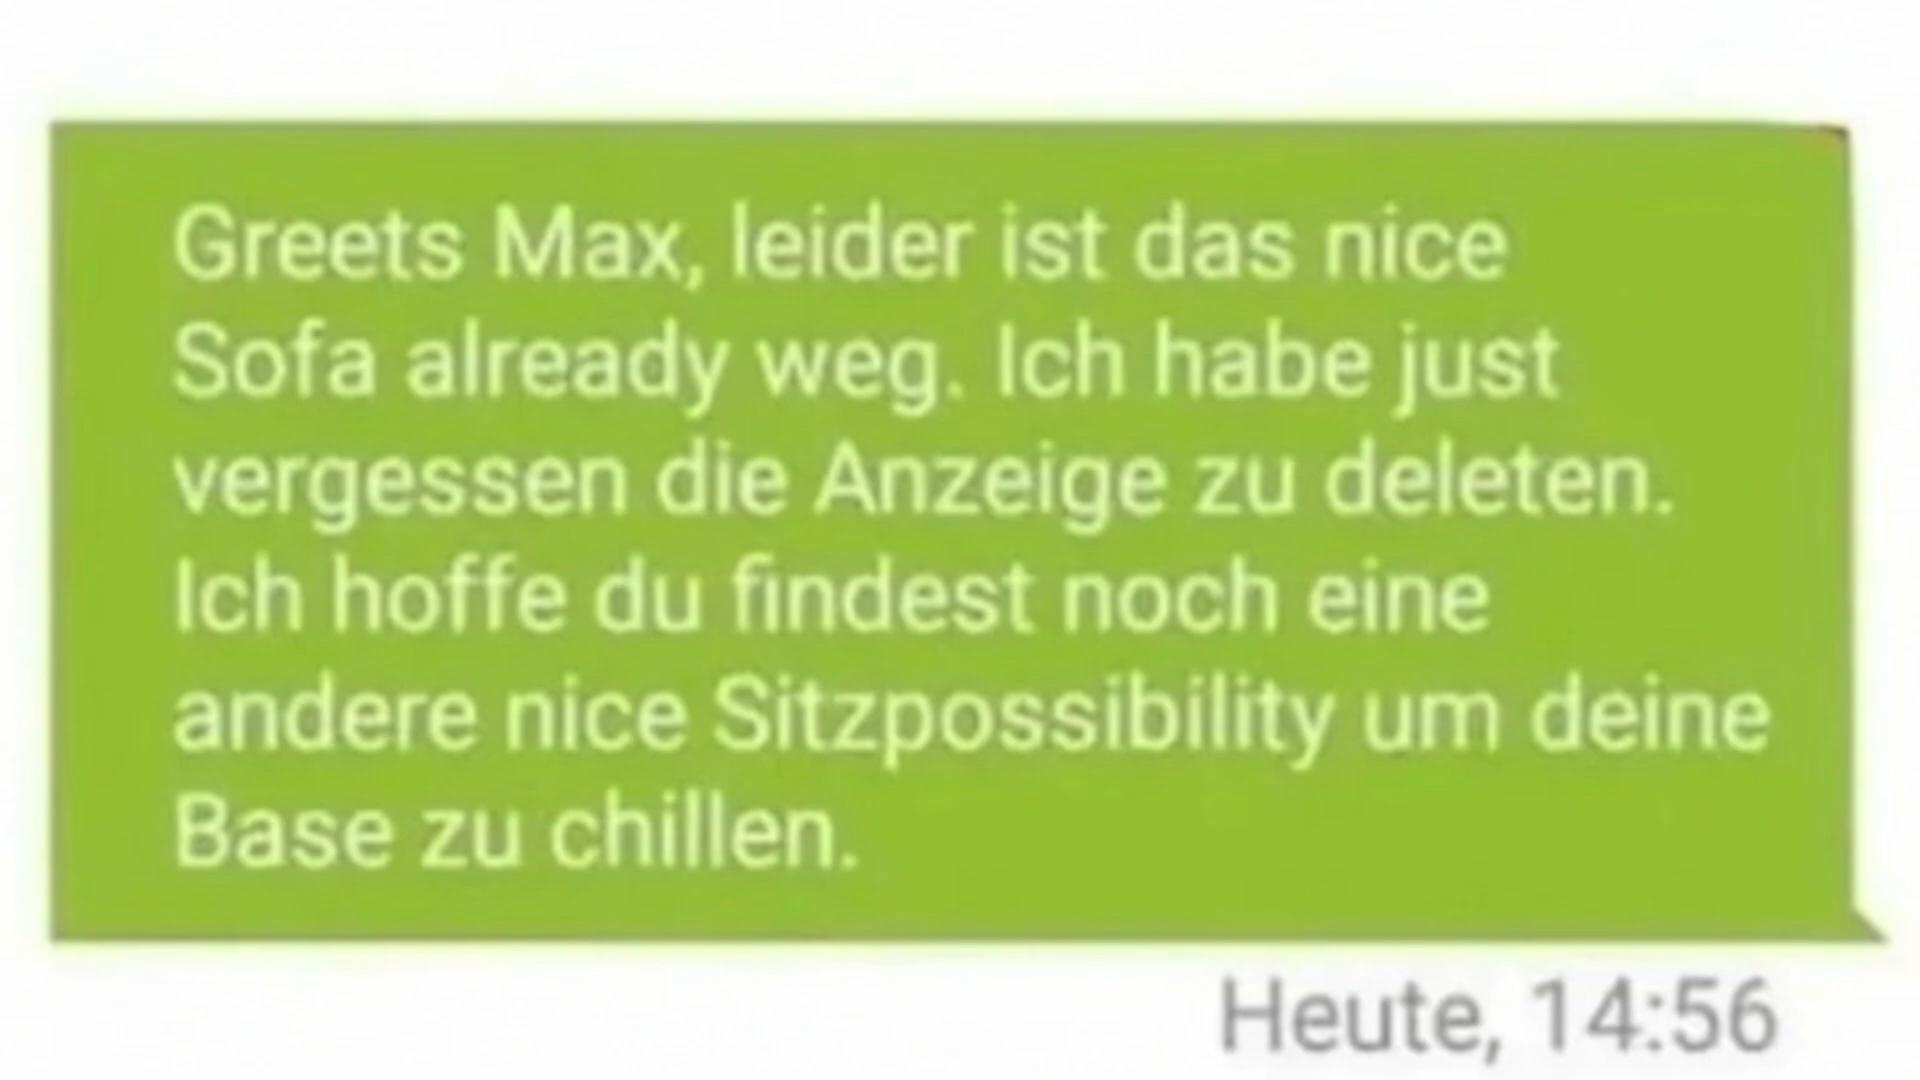 Greets Max, leider ist das nice
Sofa already weg. Ich habe just
vergessen die Anzeige zu deleten.
Ich hoffe du findest noch eine
andere nice Sitzpossibility um deine
Base zu chillen.
Heute, 14:56